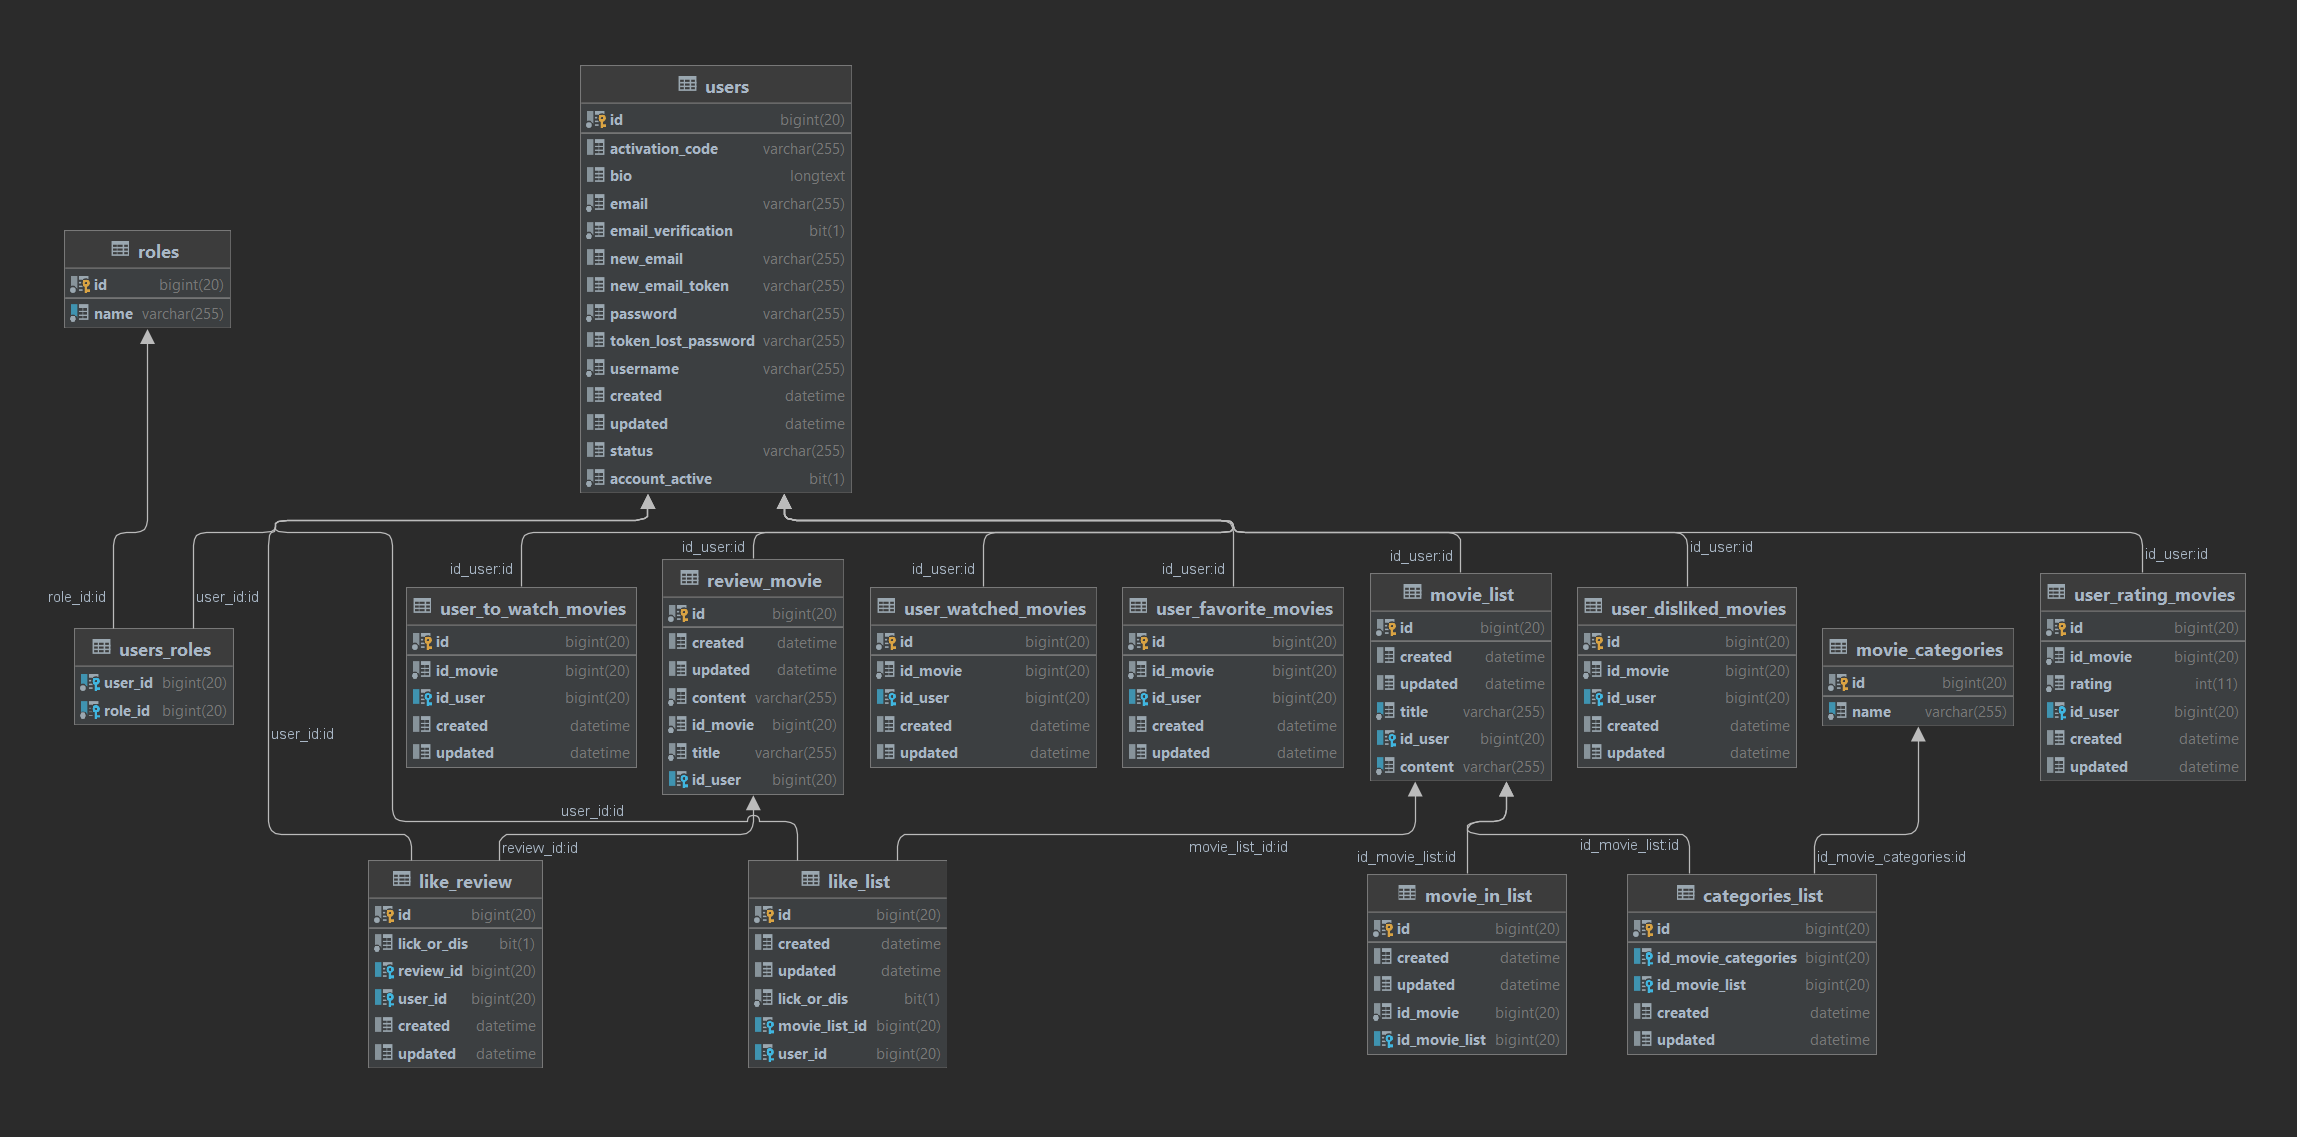 users
id bigint(20)
activation_code varchar(255)
bio longtext
email varchar(255)
email_verification bit(1)
new_email varchar(255)
new_email_token varchar(255)
password varchar(255)
token_lost_password varchar(255)
username varchar(255)
created datetime
updated datetime
status varchar(255)
account_active bit(1)
roles
id bigint(20)
name varchar(255)
role_id:id
user_id:id
user_id:id
id_user:id
id_user:id
id_user:id
id_user:id
id_user:id
id_user:id
id_user:id
users_roles
user_id bigint(20)
role_id bigint(20)
user_to_watch_movies
id bigint(20)
id_movie bigint(20)
id_user bigint(20)
created datetime
updated datetime
review_movie
id bigint(20)
created datetime
updated datetime
content varchar(255)
id_movie bigint(20)
title varchar(255)
id_user bigint(20)
user_watched_movies
id bigint(20)
id_movie bigint(20)
id_user bigint(20)
created datetime
updated datetime
user_favorite_movies
id bigint(20)
id_movie bigint(20)
id_user bigint(20)
created datetime
updated datetime
movie_list
id bigint(20)
created datetime
updated datetime
title varchar(255)
id_user bigint(20)
content varchar(255)
user_disliked_movies
id bigint(20)
id_movie bigint(20)
id_user bigint(20)
created datetime
updated datetime
movie_categories
id bigint(20)
name varchar(255)
user_rating_movies
id bigint(20)
id_movie bigint(20)
rating int(11)
id_user bigint(20)
created datetime
updated datetime
user_id:id
review_id:id
movie_list_id:id
id_movie_list:id
id_movie_list:id
id_movie_categories:id
like_review
id bigint(20)
lick_or_dis bit(1)
review_id bigint(20)
user_id bigint(20)
created datetime
updated datetime
like_list
id bigint(20)
created datetime
updated datetime
lick_or_dis bit(1)
movie_list_id bigint(20)
user_id bigint(20)
movie_in_list
id bigint(20)
created datetime
updated datetime
id_movie bigint(20)
id_movie_list bigint(20)
categories_list
id bigint(20)
id_movie_categories bigint(20)
id_movie_list bigint(20)
created datetime
updated datetime